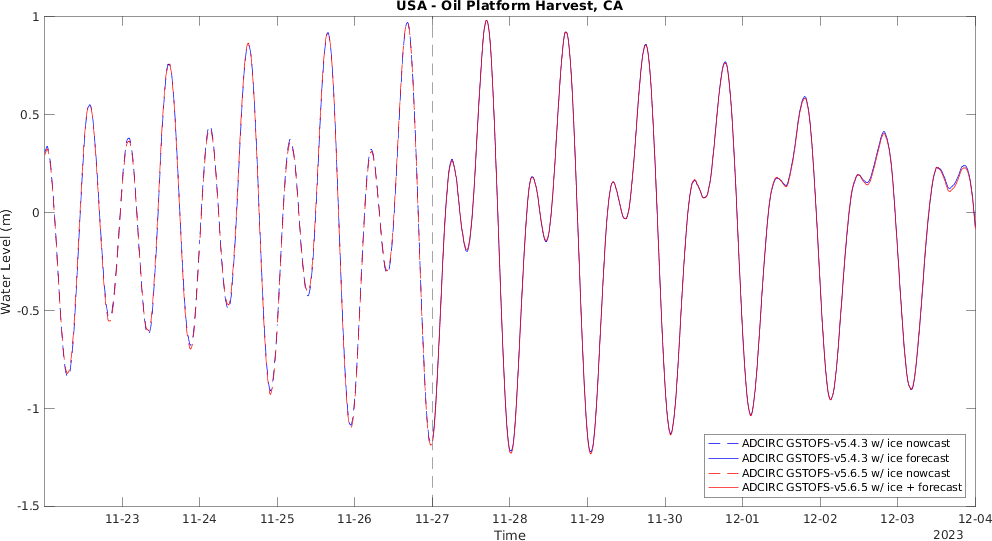 USA - Oil Platform Harvest, CA
1
0.5
0
-0.5
-1
-1.5
Water Level (m)
ADCIRC GSTOFS-v5.4.3 w/ ice nowcast
ADCIRC GSTOFS-v5.4.3 w/ ice forecast
ADCIRC GSTOFS-v5.6.5 w/ ice nowcast
ADCIRC GSTOFS-v5.6.5 w/ ice + forecast
11-23 11-24 11-25 11-26 11-27 11-28 11-29 11-30 12-01 12-02 12-03 12-04
Time
2023